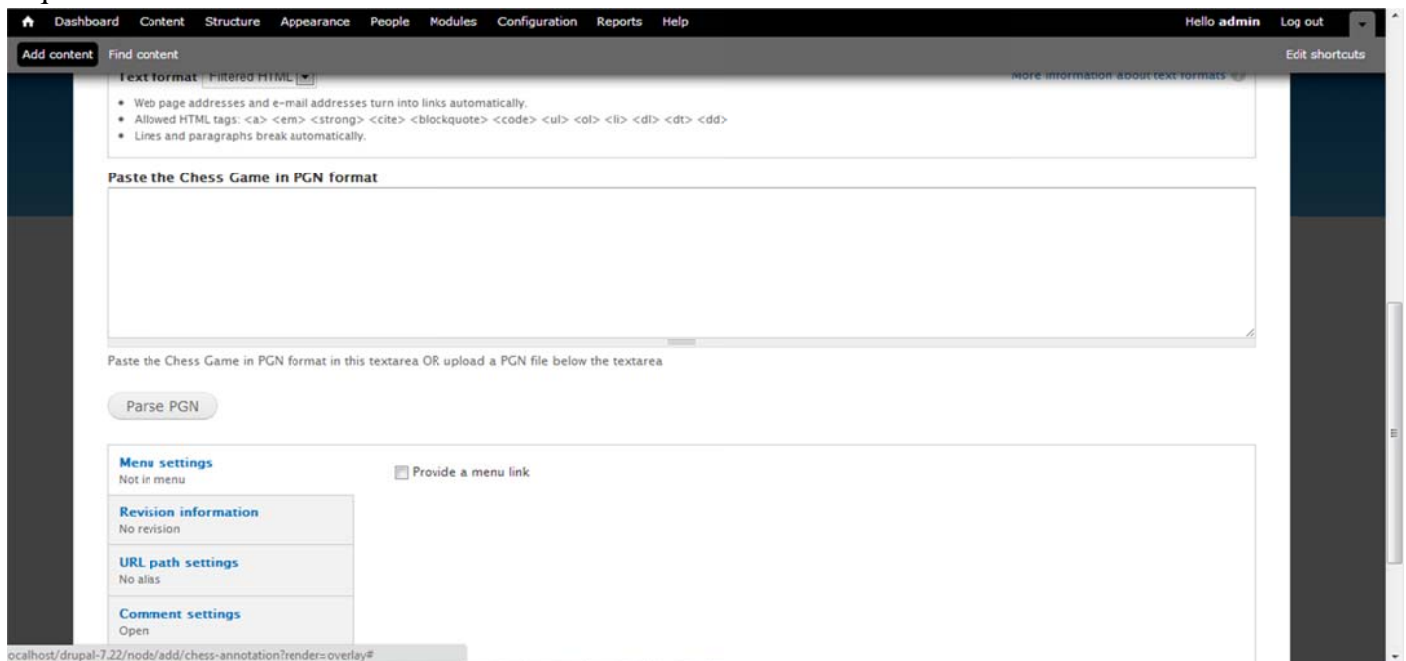 Dashboard Content Structure Appearance People Modules Configuration Reports Help Hello admin Log out
Add content Find content Edit shortcuts
Text format Filtered HTML More information about text formats
• Web page addresses and e-mail addresses turn into links automatically.
• Allowed HTML tags: <a> <em> <strong> <cite> <blockquote> <code> <ul> <ol> <li> <dl> <dt> <dd>
• Lines and paragraphs break automatically.
Paste the Chess Game in PGN format
Paste the Chess Game in PGN format in this textarea OR upload a PGN file below the textarea
Parse PGN
Menu settings
Not in menu
Provide a menu link
Revision information
No revision
URL path settings
No alias
Comment settings
Open
ocalhost/drupal-7.22/node/add/chess-annotation?render=overlay#